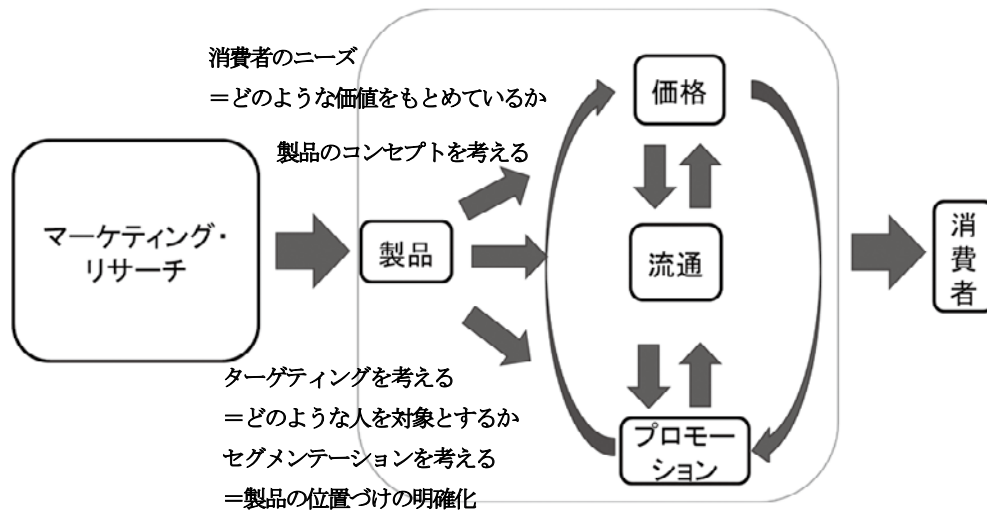 消費者のニーズ
＝どのような価値をもとめているか
製品のコンセプトを考える
マーケティング・
リサーチ
製品
価格
流通
プロモー
ション
消
費
者
ターゲティングを考える
＝どのような人を対象とするか
セグメンテーションを考える
＝製品の位置づけの明確化